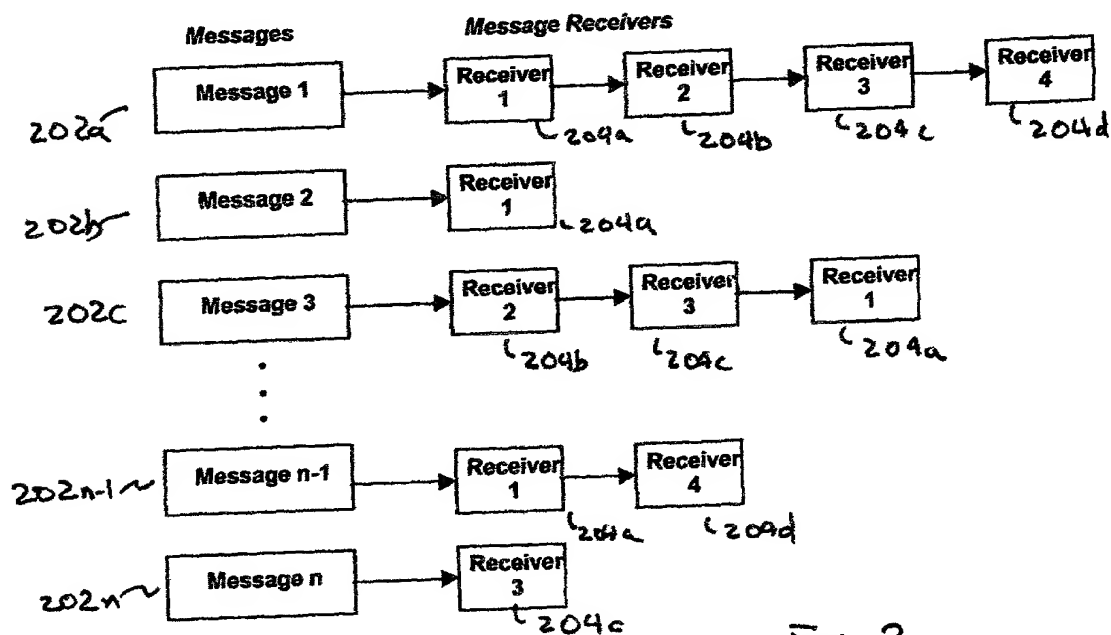 Messages Message Receivers
Message 1 Receiver 1 Receiver 2 Receiver 3 Receiver 4
202a 204a 204b 204c 204d
Message 2 Receiver 1
202b 204a
Message 3 Receiver 2 Receiver 3 Receiver 1
202c 204b 204c 204a
Message n-1 Receiver 1 Receiver 4
202n-1 204a 204d
Message n Receiver 3
202n 204c